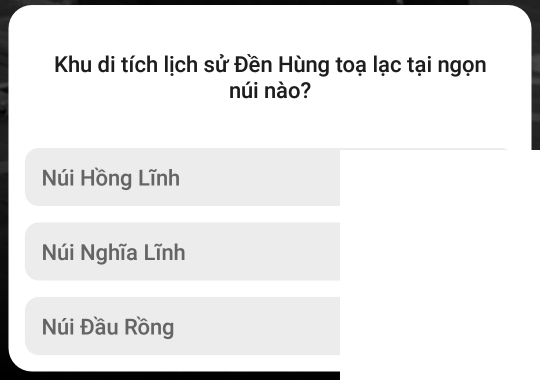 Khu di tích lịch sử Đền Hùng toạ lạc tại ngọn
núi nào?
Núi Hồng Lĩnh
Núi Nghĩa Lĩnh
Núi Đầu Rồng